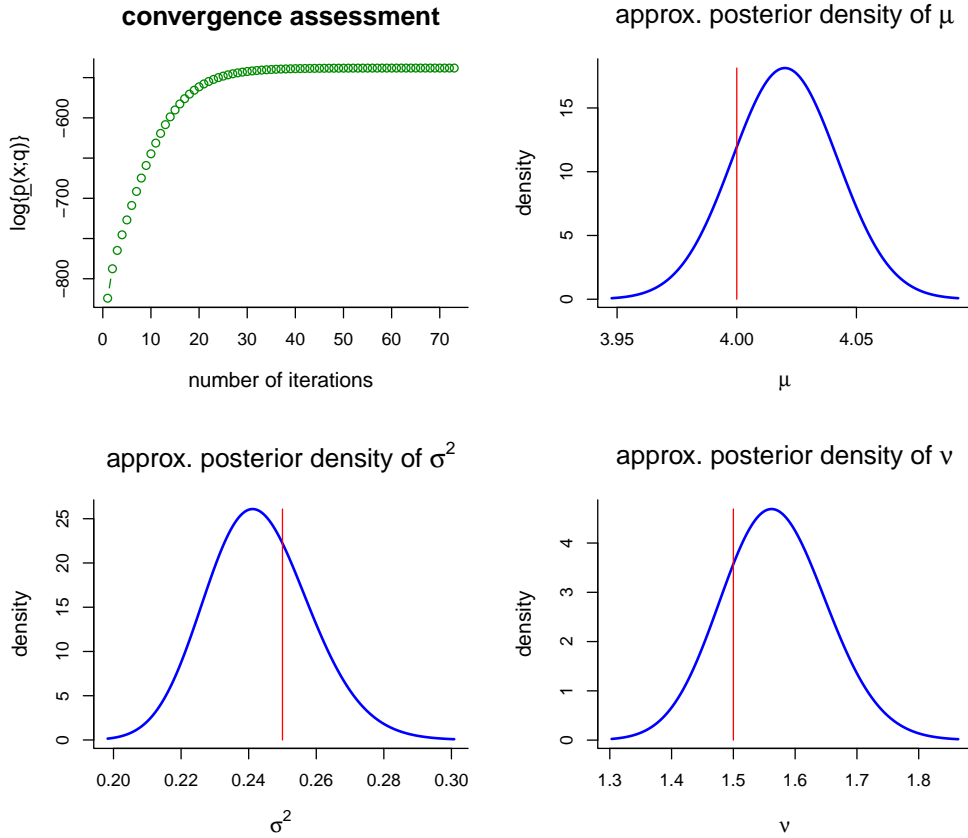 convergence assessment
log{p(x;q)}
−800
−700
−600
0 10 20 30 40 50 60 70
number of iterations
approx. posterior density of μ
density
0 5 10 15
3.95 4.00 4.05
μ
approx. posterior density of σ²
density
0 5 10 15 20 25
0.20 0.22 0.24 0.26 0.28 0.30
σ²
approx. posterior density of ν
density
0 1 2 3 4
1.3 1.4 1.5 1.6 1.7 1.8
ν